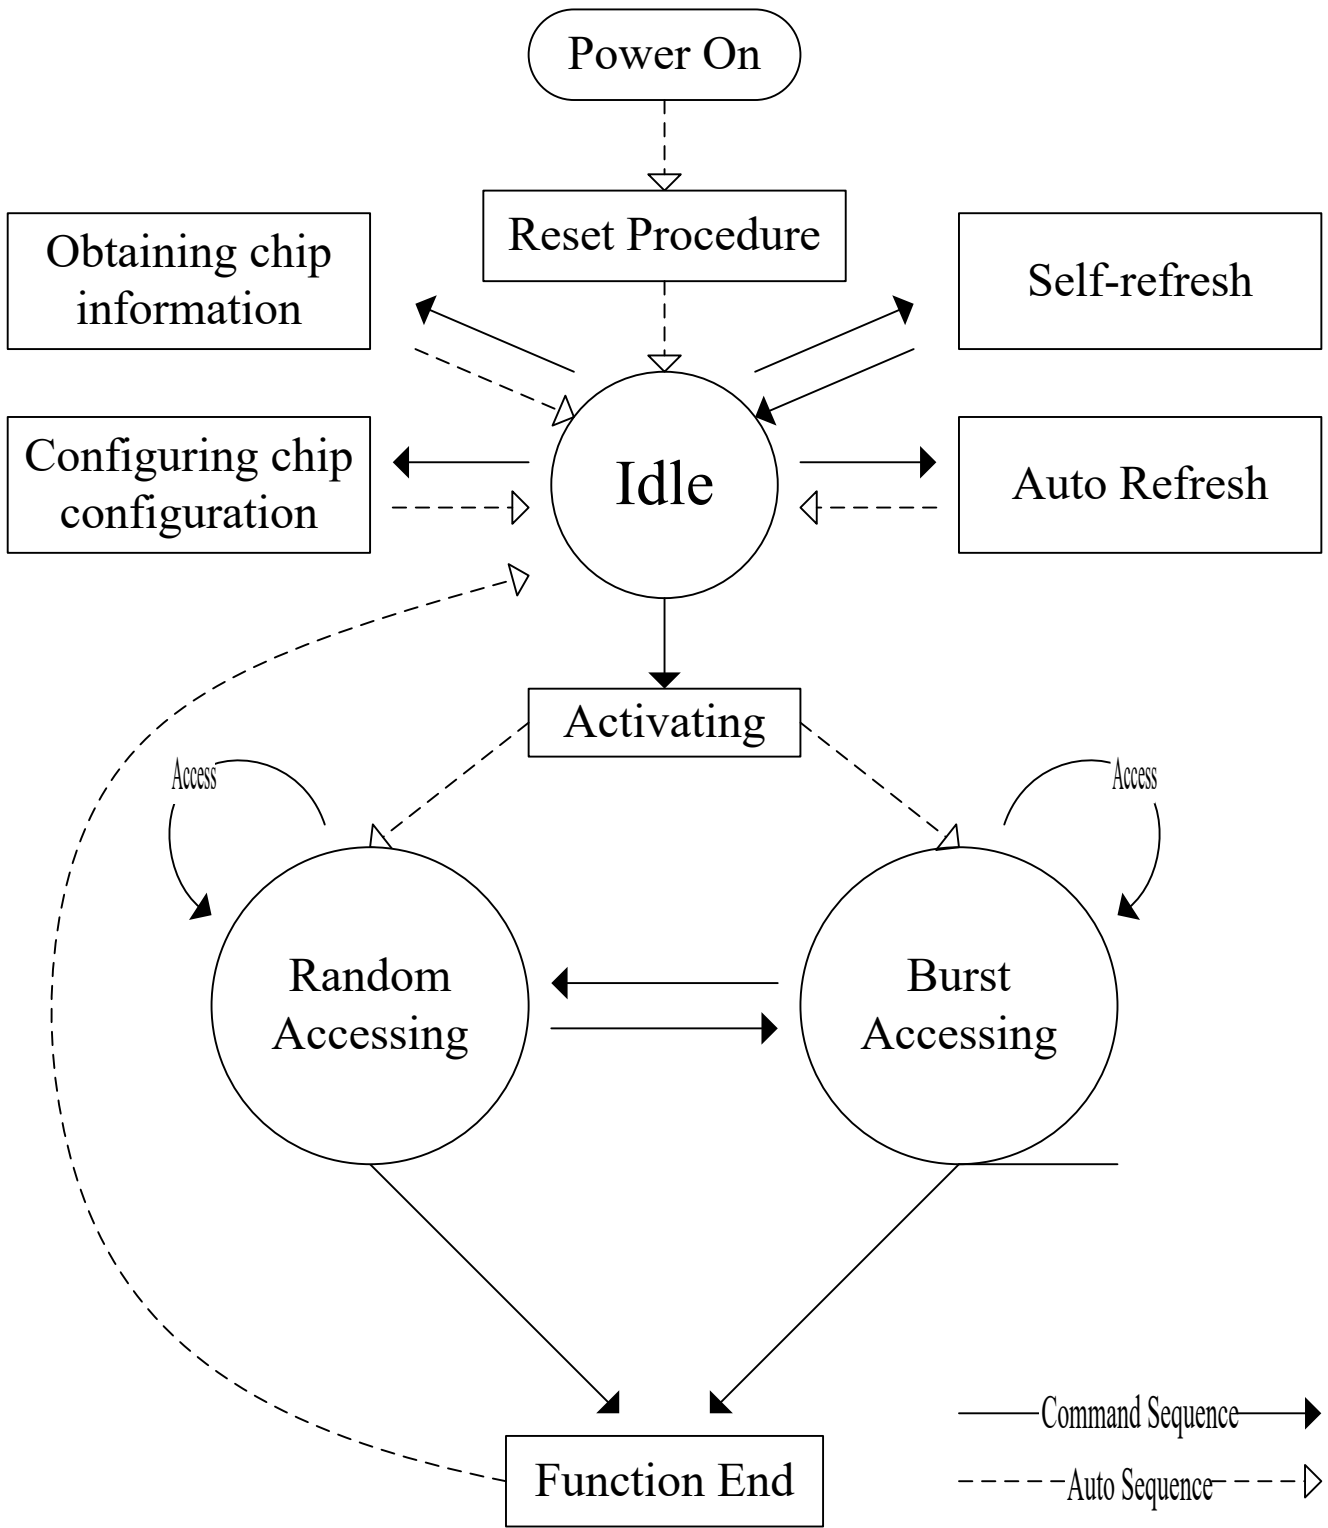 Power On
Reset Procedure
Obtaining chip
information
Self-refresh
Configuring chip
configuration
Idle
Auto Refresh
Activating
Access
Access
Random
Accessing
Burst
Accessing
Command Sequence
Auto Sequence
Function End